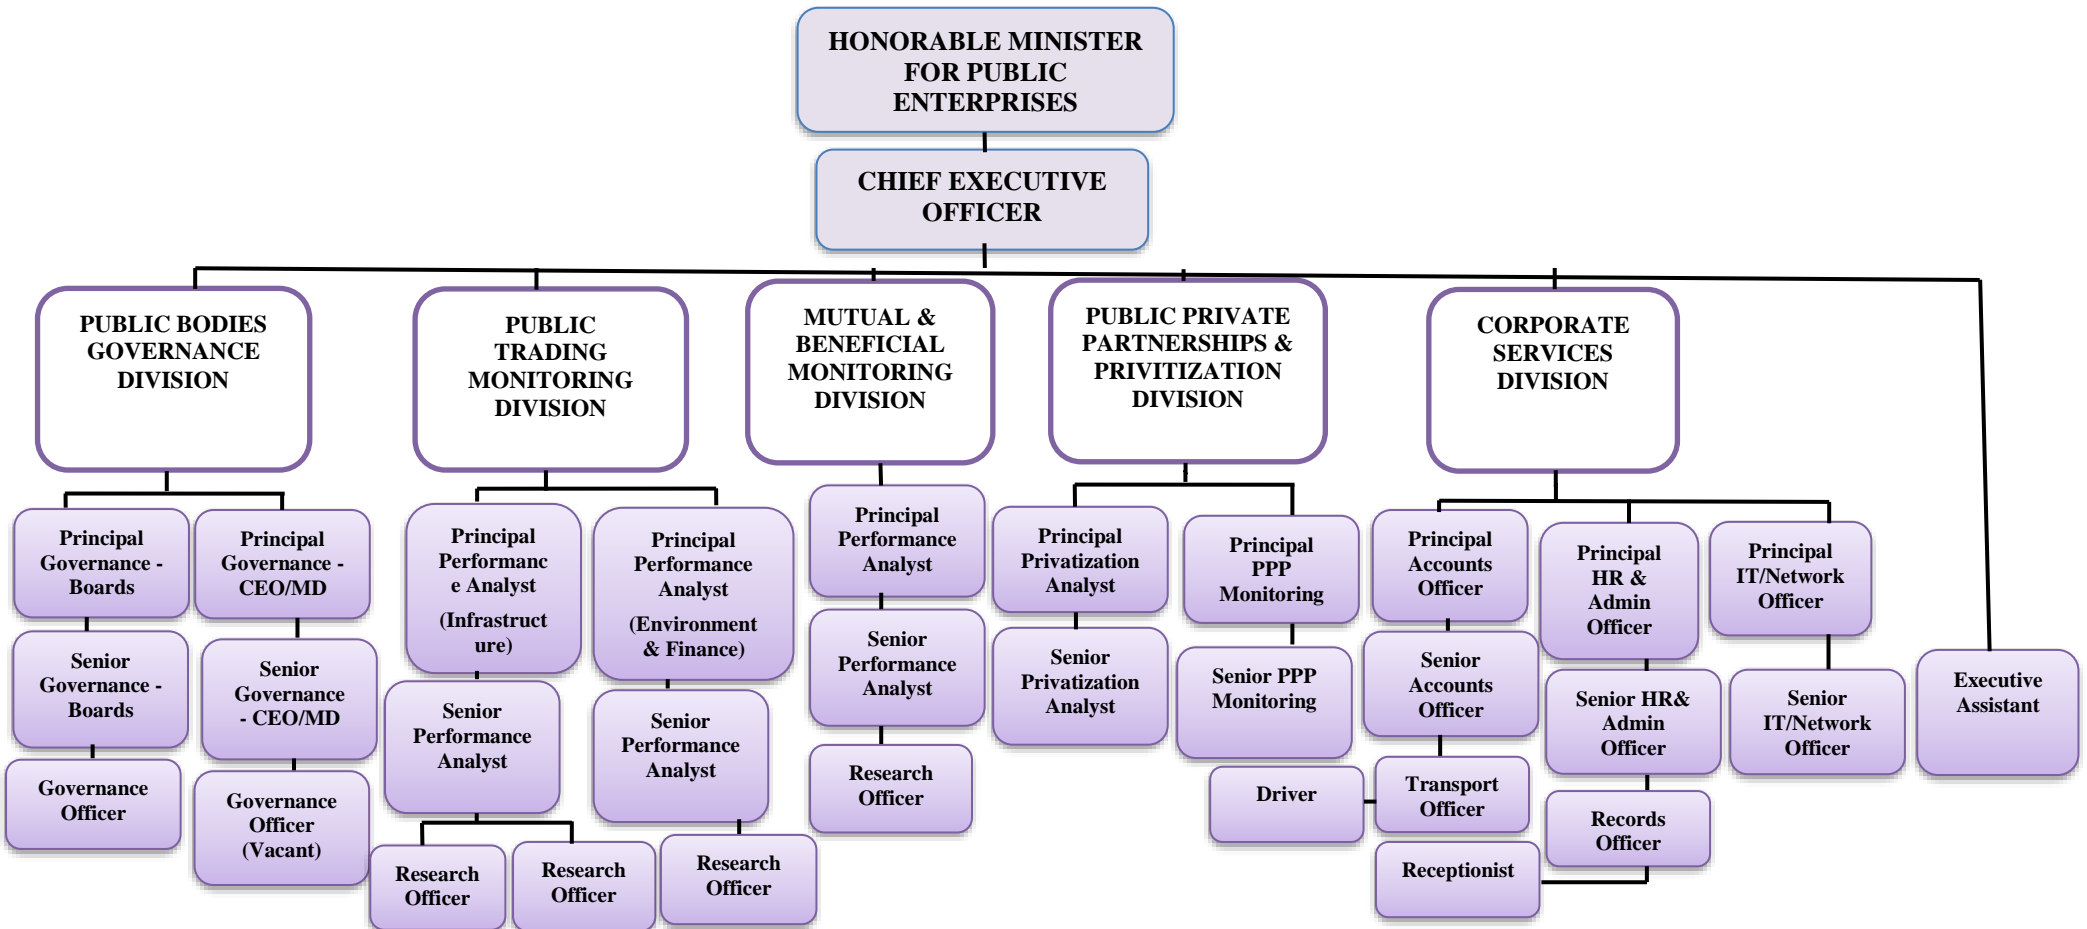 HONORABLE MINISTER
FOR PUBLIC
ENTERPRISES
CHIEF EXECUTIVE
OFFICER
PUBLIC BODIES
GOVERNANCE
DIVISION
PUBLIC
TRADING
MONITORING
DIVISION
MUTUAL &
BENEFICIAL
MONITORING
DIVISION
PUBLIC PRIVATE
PARTNERSHIPS &
PRIVITIZATION
DIVISION
CORPORATE
SERVICES
DIVISION
Principal
Governance -
Boards
Principal
Governance -
CEO/MD
Principal
Performanc
e Analyst
(Infrastruct
ure)
Principal
Performance
Analyst
(Environment
& Finance)
Principal
Performance
Analyst
Principal
Privatization
Analyst
Principal
PPP
Monitoring
Principal
Accounts
Officer
Principal
HR &
Admin
Officer
Principal
IT/Network
Officer
Senior
Governance -
Boards
Senior
Governance
- CEO/MD
Senior
Performance
Analyst
Senior
Performance
Analyst
Senior
Performance
Analyst
Senior
Privatization
Analyst
Senior PPP
Monitoring
Senior
Accounts
Officer
Senior HR&
Admin
Officer
Senior
IT/Network
Officer
Executive
Assistant
Governance
Officer
Governance
Officer
(Vacant)
Research
Officer
Research
Officer
Research
Officer
Research
Officer
Driver
Transport
Officer
Records
Officer
Receptionist